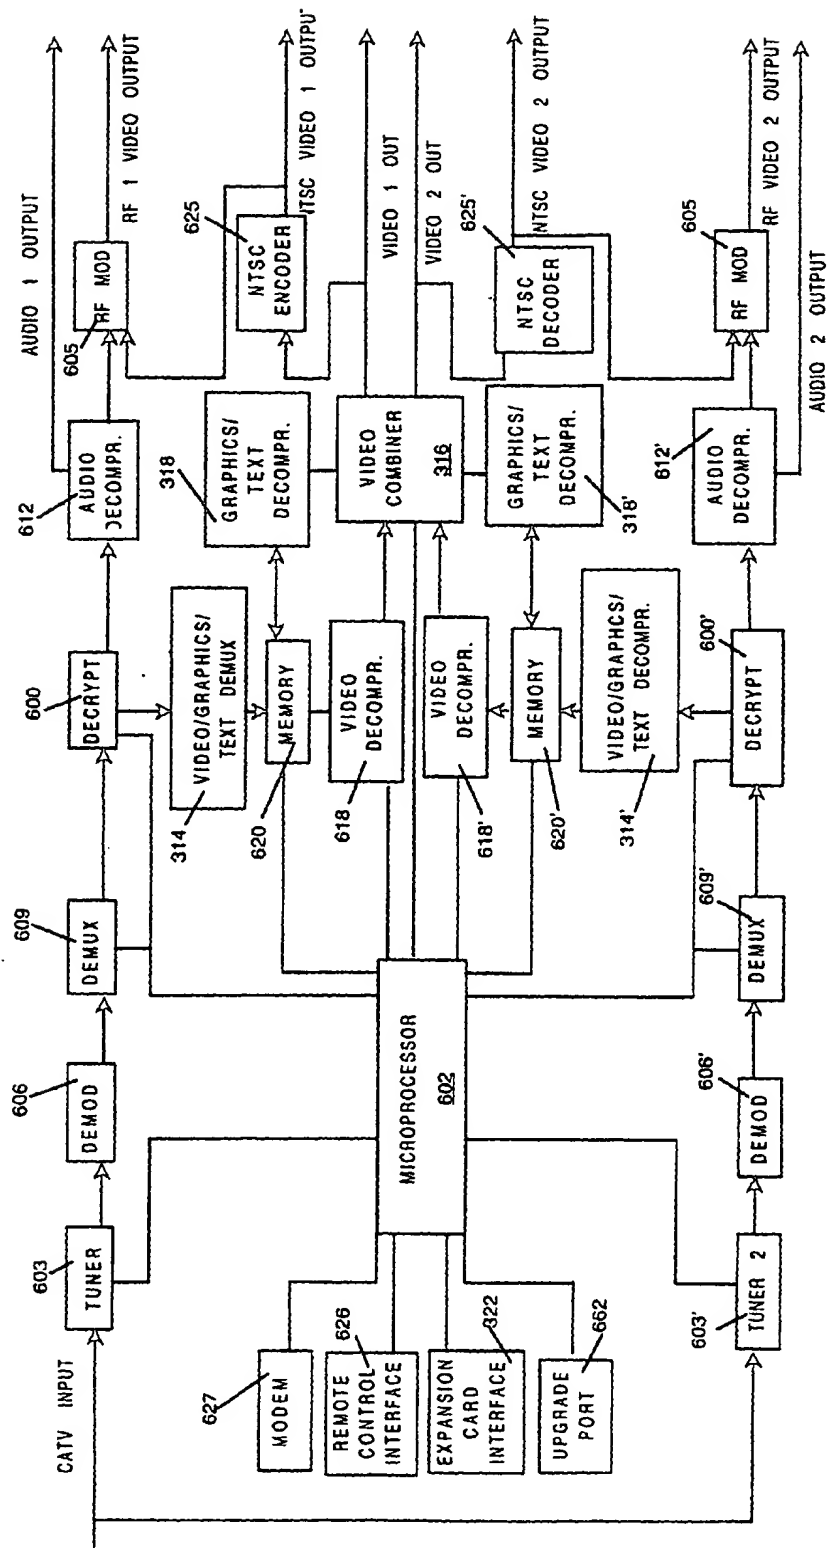 CATV INPUT
603
TUNER
606
DEMOD
609
DEMUX
600
DECRYPT
612
AUDIO
DECOMPR.
605
RF MOD
AUDIO 1 OUTPUT
RF 1 VIDEO OUTPUT
314
VIDEO/GRAPHICS/
TEXT DEMUX
318
GRAPHICS/
TEXT
DECOMPR.
625
NTSC
ENCODER
NTSC VIDEO 1 OUTPUT
620
MEMORY
618
VIDEO
DECOMPR.
VIDEO
COMBINER
316
VIDEO 1 OUT
VIDEO 2 OUT
627
MODEM
626
REMOTE
CONTROL
INTERFACE
322
EXPANSION
CARD
INTERFACE
662
UPGRADE
PORT
MICROPROCESSOR
602
618'
VIDEO
DECOMPR.
620'
MEMORY
318'
GRAPHICS/
TEXT
DECOMPR.
625'
NTSC
DECODER
NTSC VIDEO 2 OUTPUT
314'
VIDEO/GRAPHCS/
TEXT DECOMPR.
603'
TUNER 2
606'
DEMOD
609'
DEMUX
600'
DECRYPT
612'
AUDIO
DECOMPR.
605
RF MOD
RF VIDEO 2 OUTPUT
AUDIO 2 OUTPUT